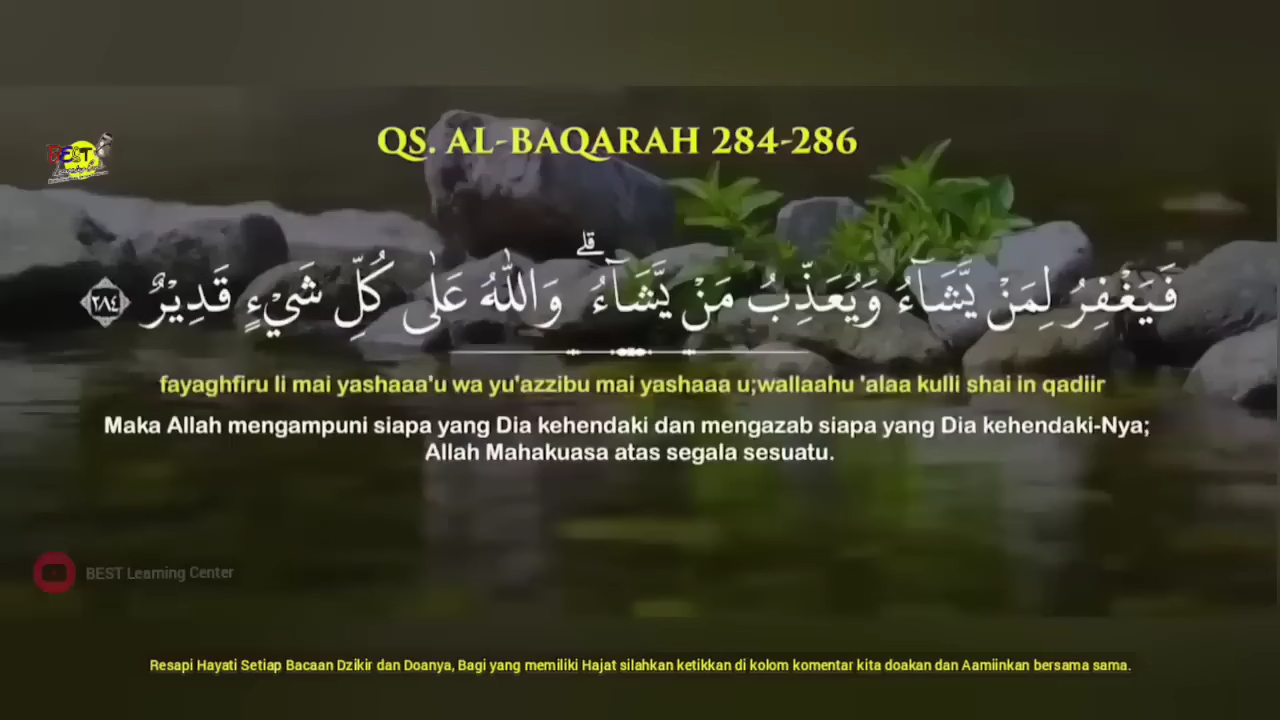 BEST
QS. AL-BAQARAH 284-286
فَيَغْفِرُ لِمَنْ يَّشَاۤءُ وَيُعَذِّبُ مَنْ يَّشَاۤءُ ۗ وَاللّٰهُ عَلٰى كُلِّ شَيْءٍ قَدِيْرٌ ٢٨٤
fayaghfiru li mai yashaaa'u wa yu'azzibu mai yashaaa u;wallaahu 'alaa kulli shai in qadiir
Maka Allah mengampuni siapa yang Dia kehendaki dan mengazab siapa yang Dia kehendaki-Nya;
Allah Mahakuasa atas segala sesuatu.
BEST Learning Center
Resapi Hayati Setiap Bacaan Dzikir dan Doanya, Bagi yang memiliki Hajat silahkan ketikkan di kolom komentar kita doakan dan Aamiinkan bersama sama.